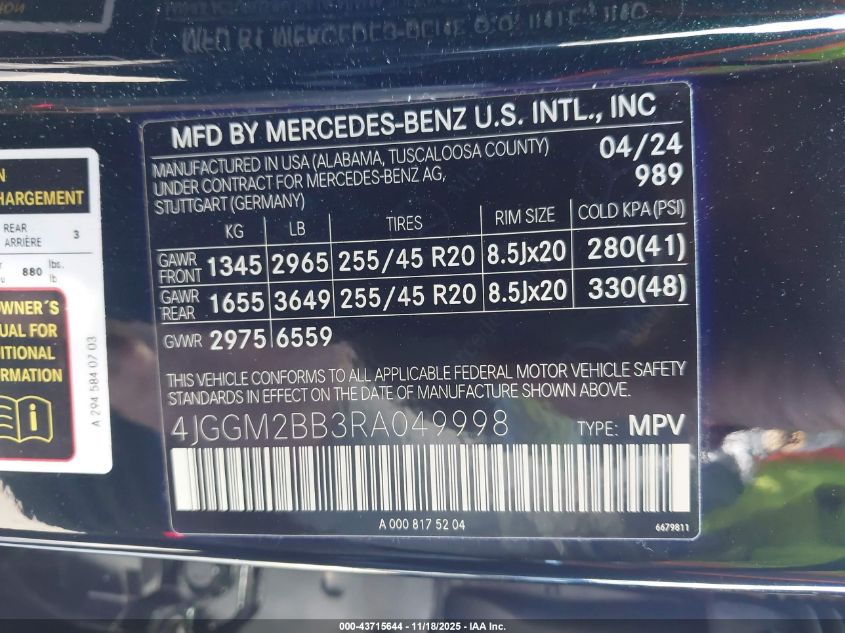 MFD BY MERCEDES-BENZ U.S. INTL., INC
MANUFACTURED IN USA (ALABAMA, TUSCALOOSA COUNTY) 04/24
UNDER CONTRACT FOR MERCEDES-BENZ AG, 989
STUTTGART (GERMANY)
KG LB TIRES RIM SIZE COLD KPA (PSI)
GAWR FRONT 1345 2965 255/45 R20 8.5Jx20 280(41)
GAWR REAR 1655 3649 255/45 R20 8.5Jx20 330(48)
GVWR 2975 6559
THIS VEHICLE CONFORMS TO ALL APPLICABLE FEDERAL MOTOR VEHICLE SAFETY
STANDARDS IN EFFECT ON THE DATE OF MANUFACTURE SHOWN ABOVE.
4JGGM2BB3RA049998 TYPE: MPV
A 000 817 52 04 6679811
REAR
ARRIÈRE 3
880 lbs.
lb.
OWNER´S
FOR
A 294 584 07 03
000-43715644 - 11/18/2025 - IAA Inc.